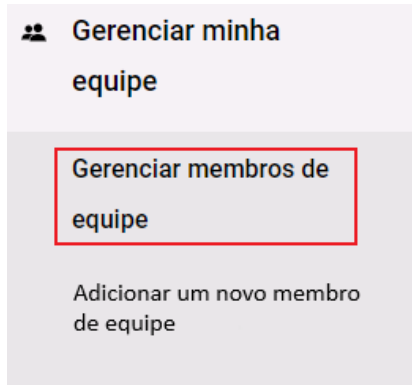 Gerenciar minha
equipe
Gerenciar membros de
equipe
Adicionar um novo membro
de equipe